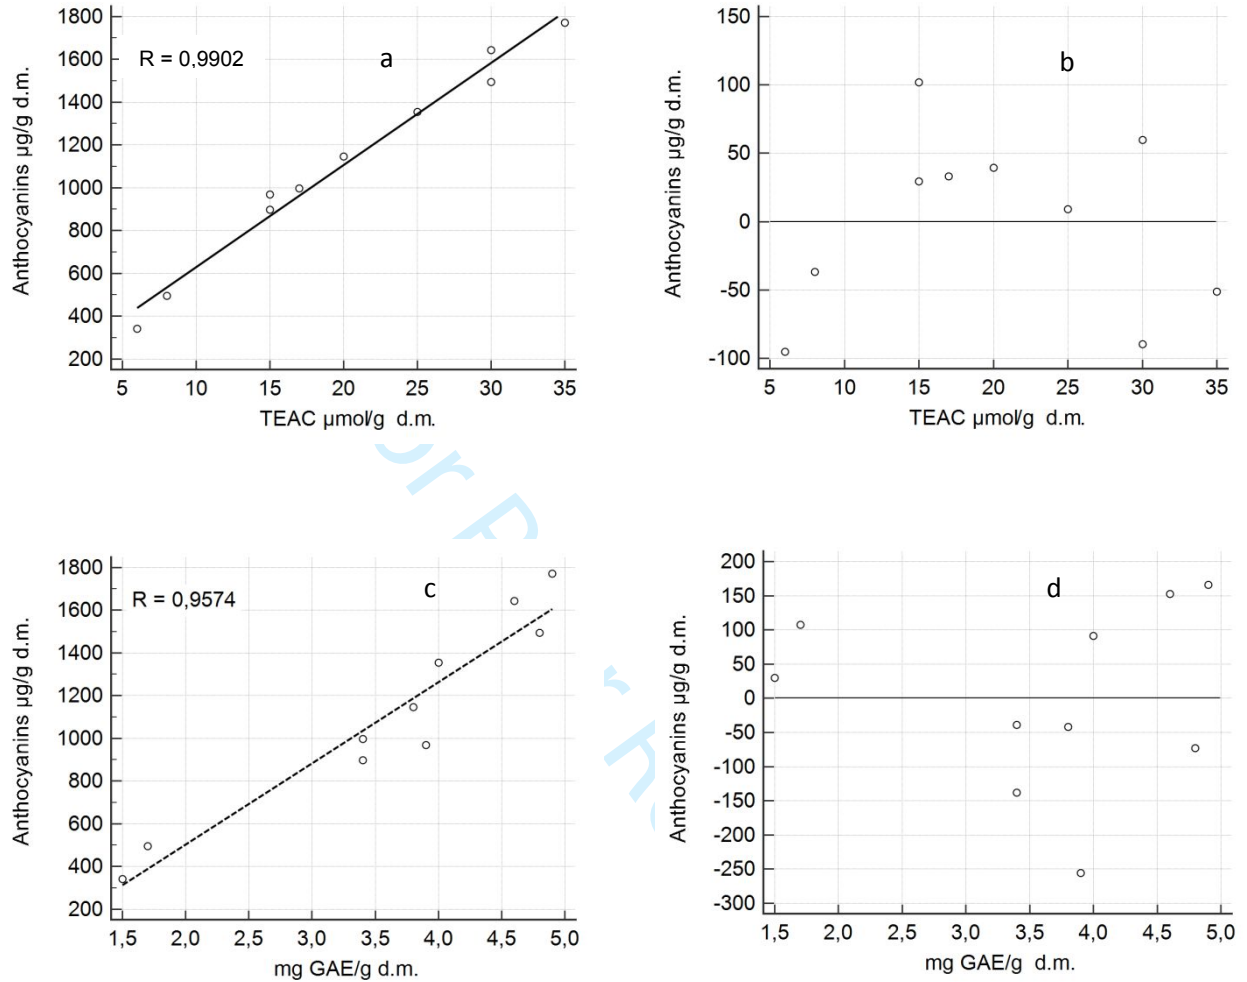 1800
1600
1400
1200
1000
800
600
400
200
Anthocyanins µg/g d.m.
R = 0,9902
a
5 10 15 20 25 30 35
TEAC µmol/g d.m.
150
100
50
0
-50
-100
Anthocyanins µg/g d.m.
b
5 10 15 20 25 30 35
TEAC µmol/g d.m.
1800
1600
1400
1200
1000
800
600
400
200
Anthocyanins µg/g d.m.
R = 0,9574
c
1,5 2,0 2,5 3,0 3,5 4,0 4,5 5,0
mg GAE/g d.m.
200
150
100
50
0
-50
-100
-150
-200
-250
-300
Anthocyanins µg/g d.m.
d
1,5 2,0 2,5 3,0 3,5 4,0 4,5 5,0
mg GAE/g d.m.